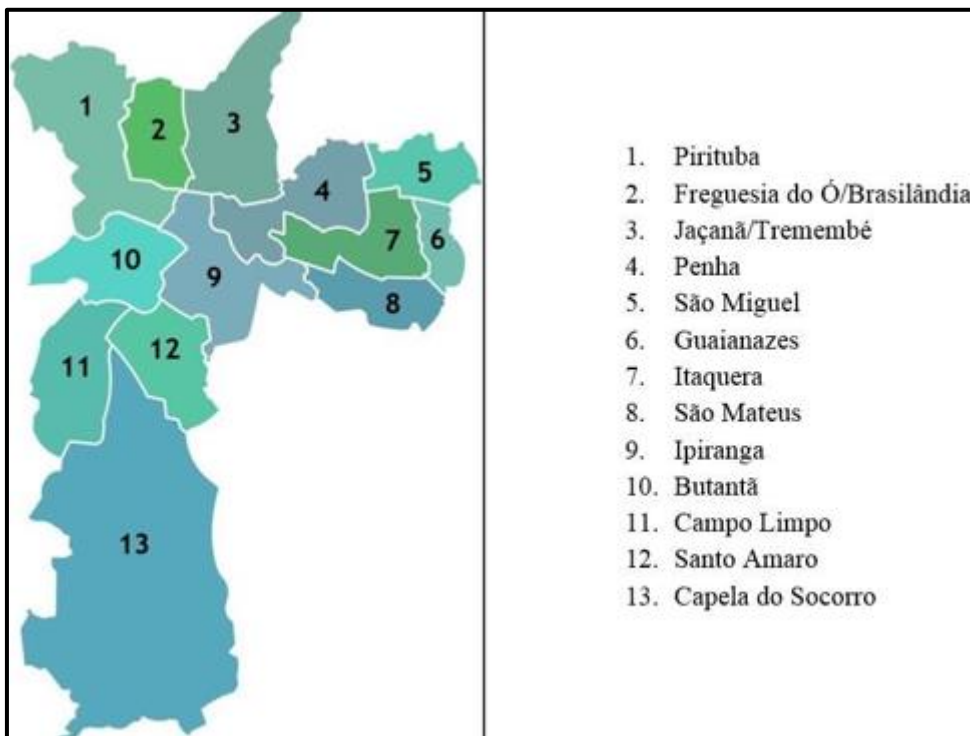 1
2
3
4
5
6
7
8
9
10
11
12
13
1. Pirituba
2. Freguesia do Ó/Brasilândia
3. Jaçanã/Tremembé
4. Penha
5. São Miguel
6. Guaianazes
7. Itaquera
8. São Mateus
9. Ipiranga
10. Butantã
11. Campo Limpo
12. Santo Amaro
13. Capela do Socorro